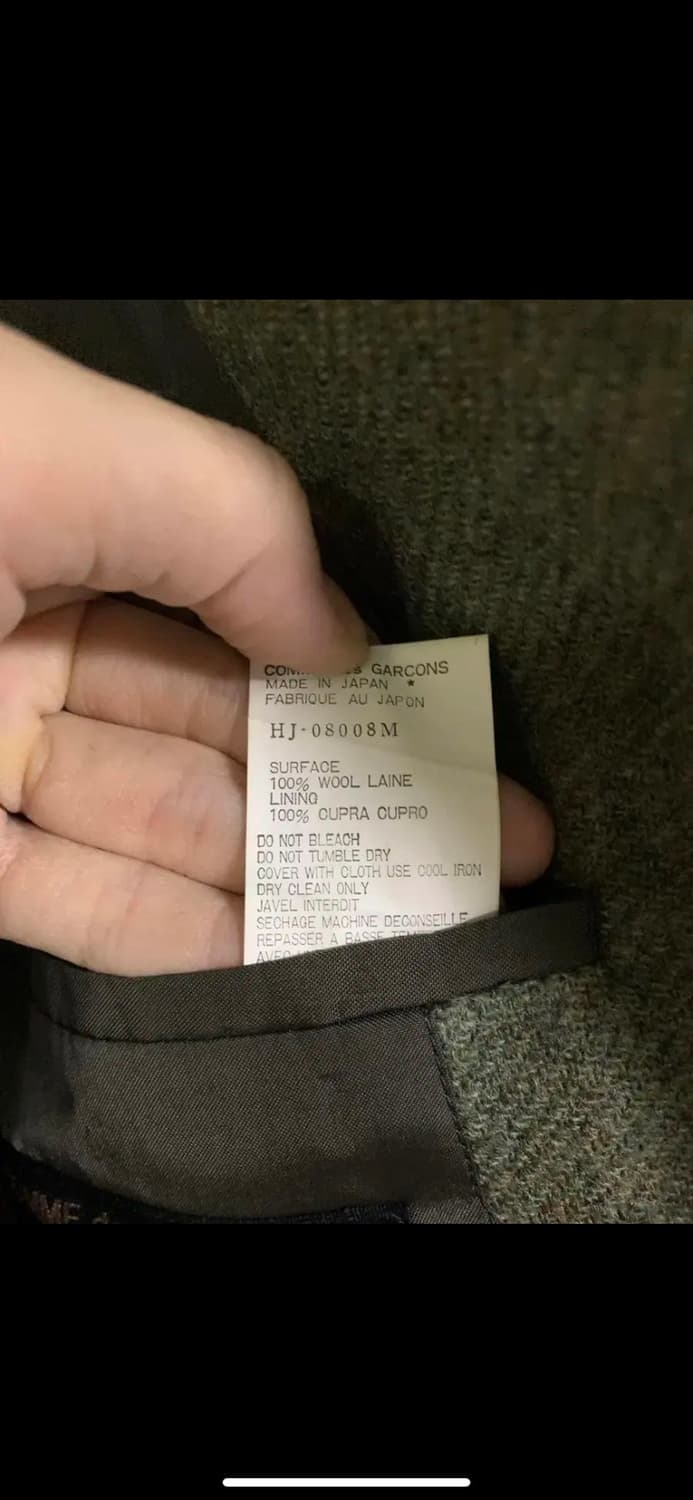 GARCONS
MADE IN JAPAN *
FABRIQUE AU JAPON
HJ-08008M
SURFACE
100% WOOL LAINE
LINING
100% CUPRA CUPRO
DO NOT BLEACH
DO NOT TUMBLE DRY
COVER WITH CLOTH USE COOL IRON
DRY CLEAN ONLY
JAVEL INTERDIT
SECHAGE MACHINE DECONSEILLE
REPASSER A BASSE